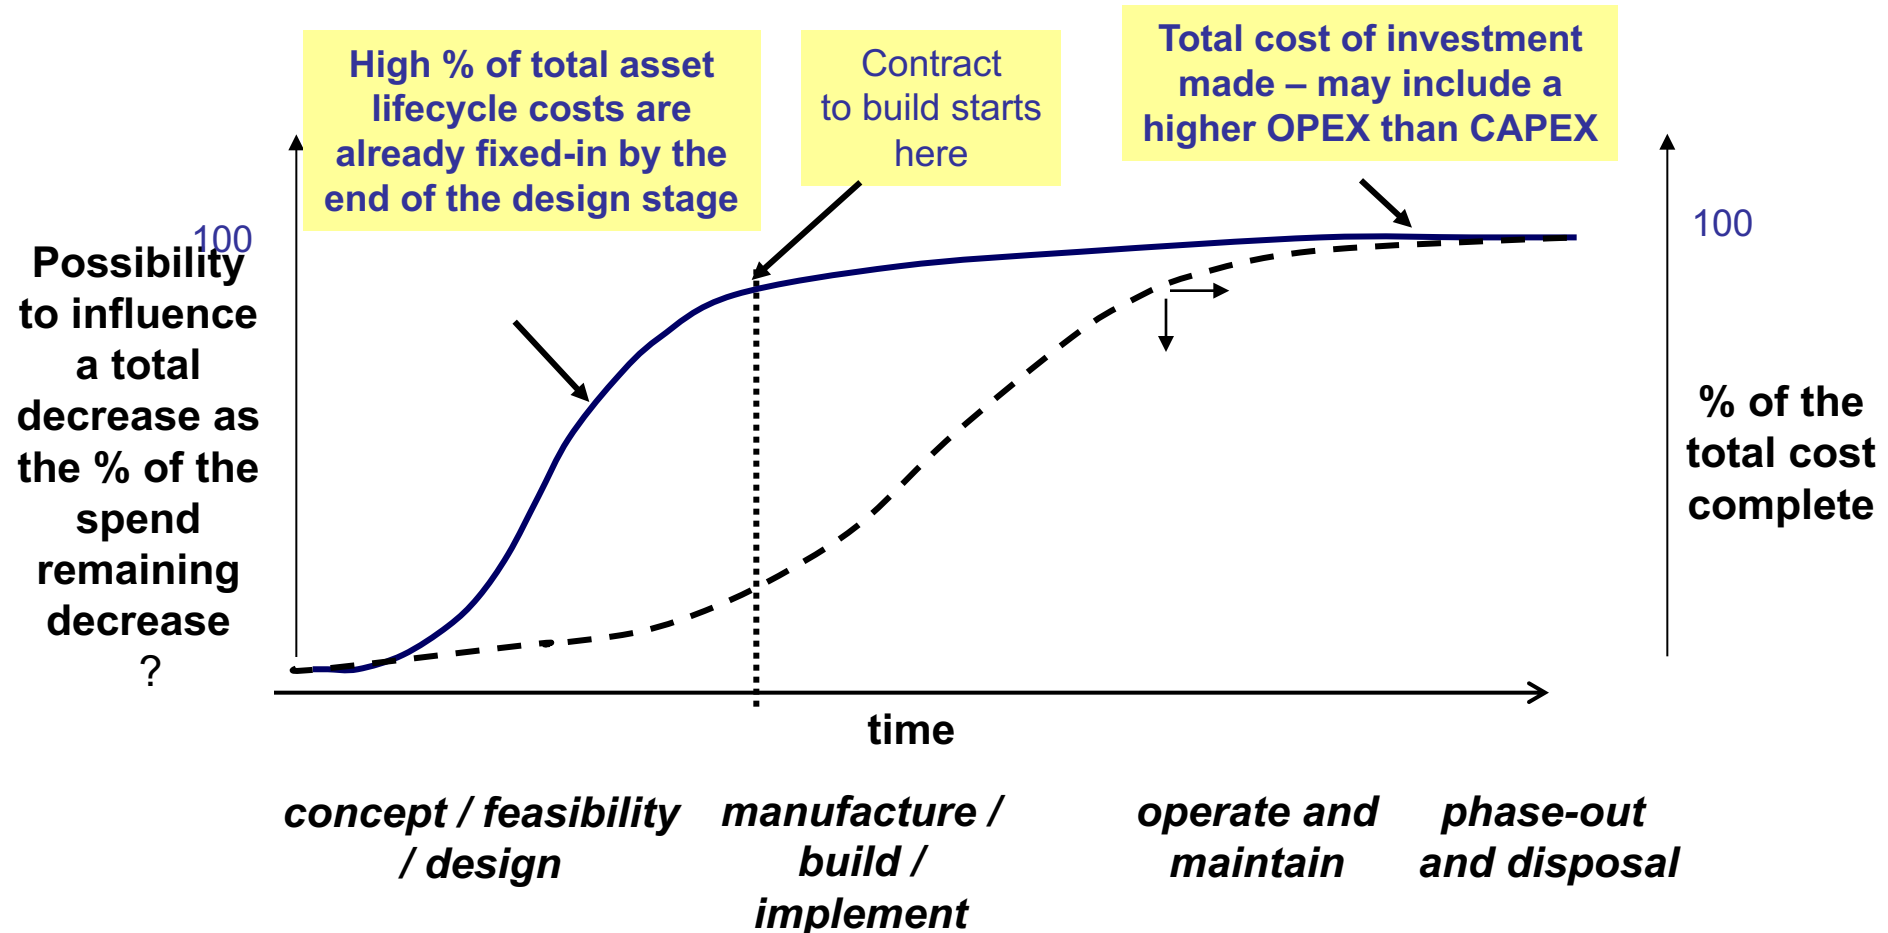 High % of total asset
lifecycle costs are
already fixed-in by the
end of the design stage
Contract
to build starts
here
Total cost of investment
made – may include a
higher OPEX than CAPEX
100
Possibility
to influence
a total
decrease as
the % of the
spend
remaining
decrease
?
100
% of the
total cost
complete
time
concept / feasibility
/ design
manufacture /
build /
implement
operate and
maintain
phase-out
and disposal